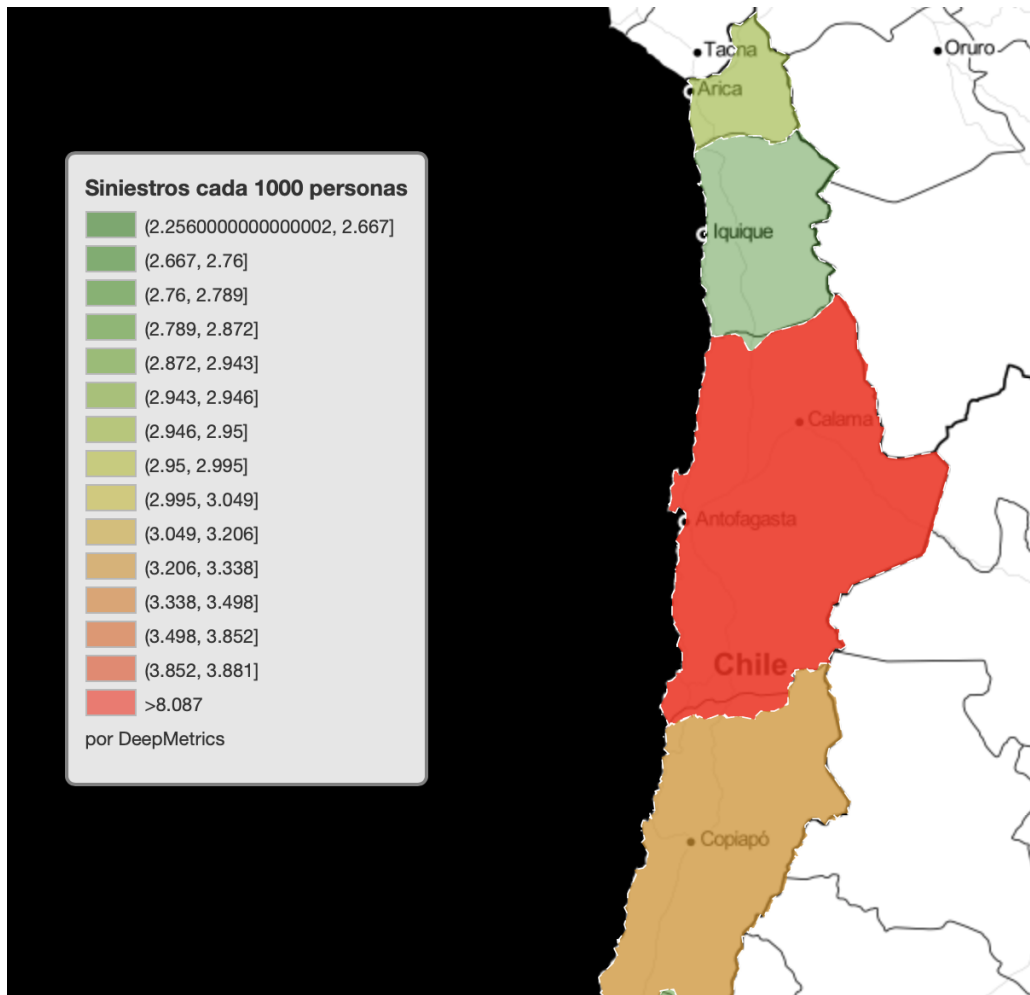 Tacna
Oruro
Arica
Siniestros cada 1000 personas
(2.2560000000000002, 2.667]
(2.667, 2.76]
(2.76, 2.789]
(2.789, 2.872]
(2.872, 2.943]
(2.943, 2.946]
(2.946, 2.95]
(2.95, 2.995]
(2.995, 3.049]
(3.049, 3.206]
(3.206, 3.338]
(3.338, 3.498]
(3.498, 3.852]
(3.852, 3.881]
>8.087
por DeepMetrics
Iquique
Calama
Antofagasta
Chile
Copiapó